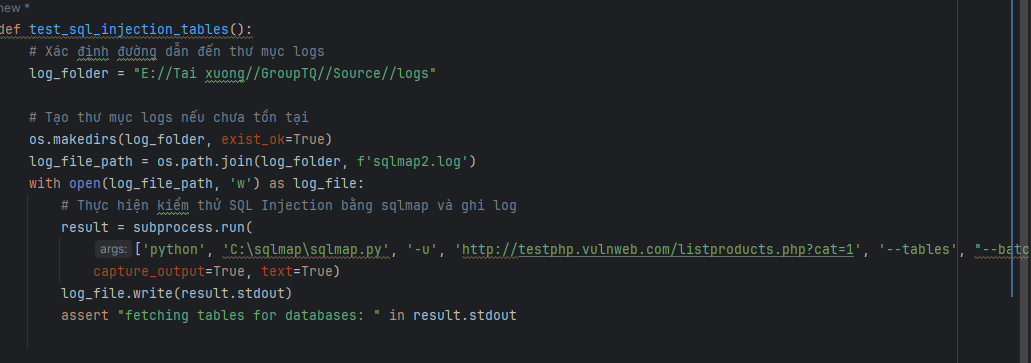 new *
def test_sql_injection_tables():
# Xác định đường dẫn đến thư mục logs
log_folder = "E://Tai xuong//GroupTQ//Source//logs"
# Tạo thư mục logs nếu chưa tồn tại
os.makedirs(log_folder, exist_ok=True)
log_file_path = os.path.join(log_folder, f'sqlmap2.log')
with open(log_file_path, 'w') as log_file:
# Thực hiện kiểm thử SQL Injection bằng sqlmap và ghi log
result = subprocess.run(
args: ['python', 'C:\sqlmap\sqlmap.py', '-u', 'http://testphp.vulnweb.com/listproducts.php?cat=1', '--tables', "--batc
capture_output=True, text=True)
log_file.write(result.stdout)
assert "fetching tables for databases: " in result.stdout